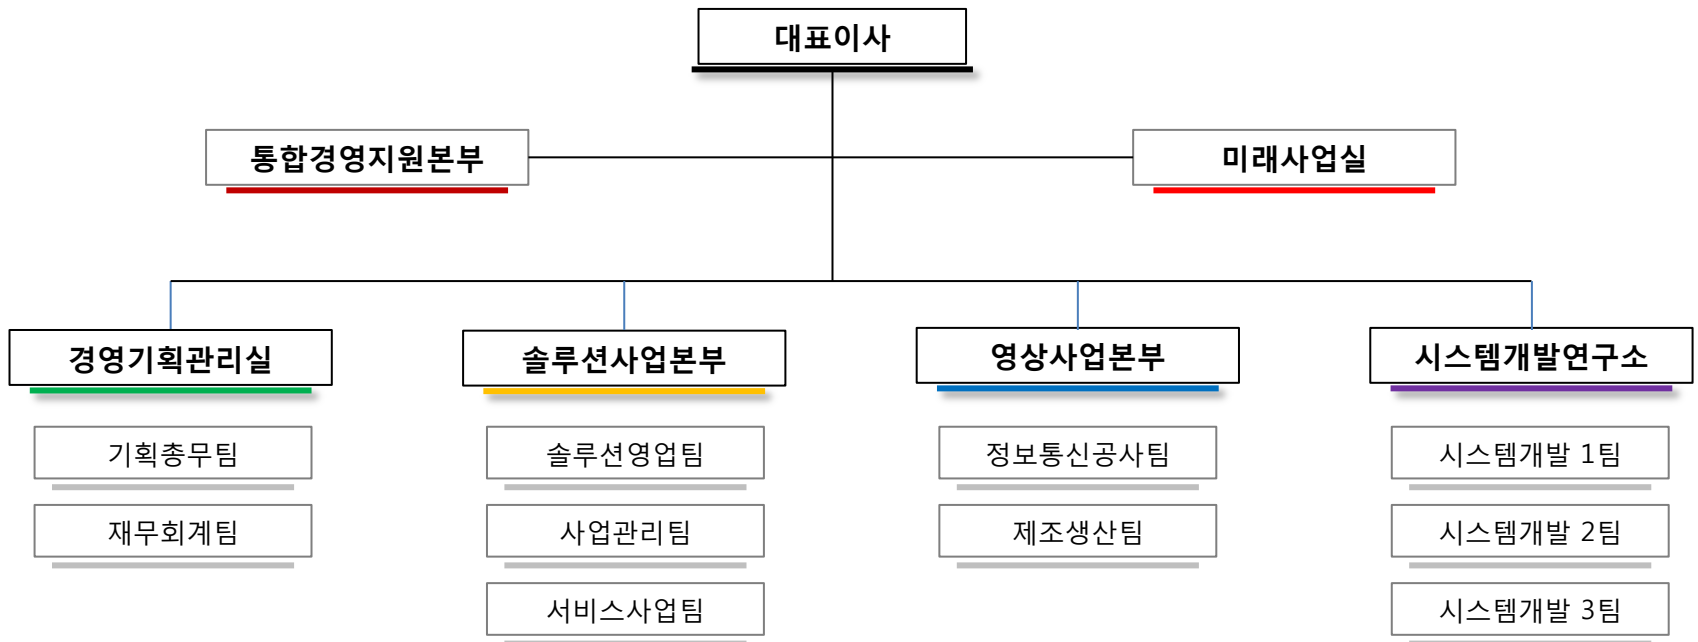 대표이사
통합경영지원본부
미래사업실
경영기획관리실
솔루션사업본부
영상사업본부
시스템개발연구소
기획총무팀
솔루션영업팀
정보통신공사팀
시스템개발 1팀
재무회계팀
사업관리팀
제조생산팀
시스템개발 2팀
서비스사업팀
시스템개발 3팀